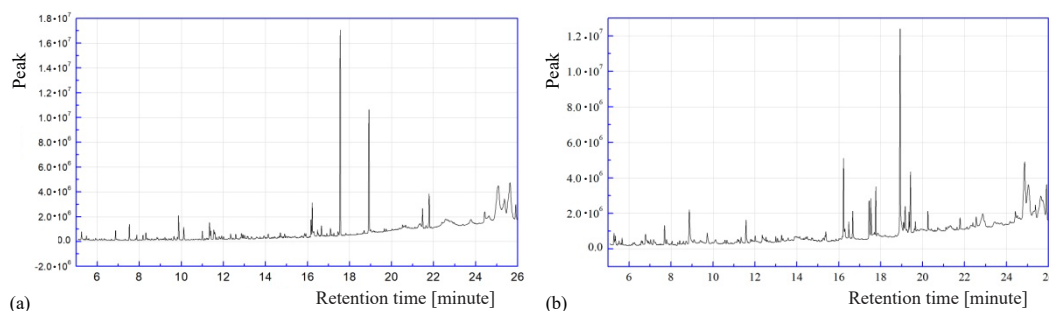 1.8•10⁷
1.6•10⁷
1.4•10⁷
1.2•10⁷
1.0•10⁷
8.0•10⁶
6.0•10⁶
4.0•10⁶
2.0•10⁶
0.0
-2.0•10⁶
Peak
6 8 10 12 14 16 18 20 22 24 26
Retention time [minute]
(a)
1.2•10⁷
1.0•10⁷
8.0•10⁶
6.0•10⁶
4.0•10⁶
2.0•10⁶
0.0
Peak
6 8 10 12 14 16 18 20 22 24 26
Retention time [minute]
(b)